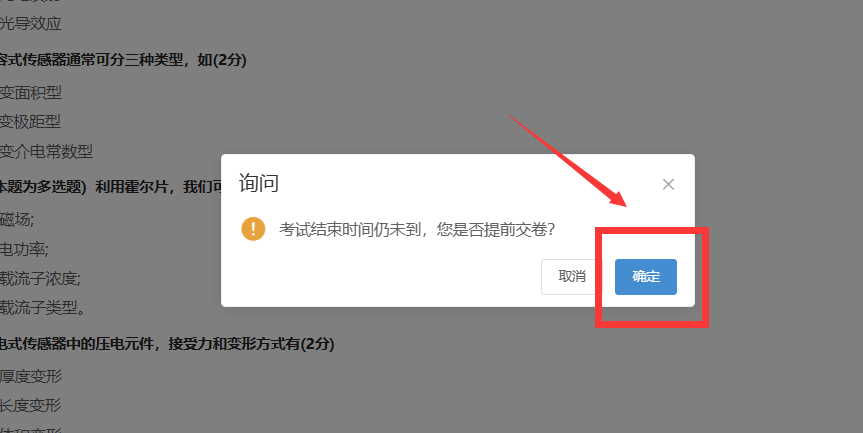 光导效应
容式传感器通常可分三种类型，如(2分)
变面积型
变极距型
变介电常数型
本题为多选题）利用霍尔片，我们可
询问
磁场;
考试结束时间仍未到，您是否提前交卷？
电功率;
取消
确定
载流子浓度;
载流子类型。
电式传感器中的压电元件，接受力和变形方式有(2分)
厚度变形
长度变形